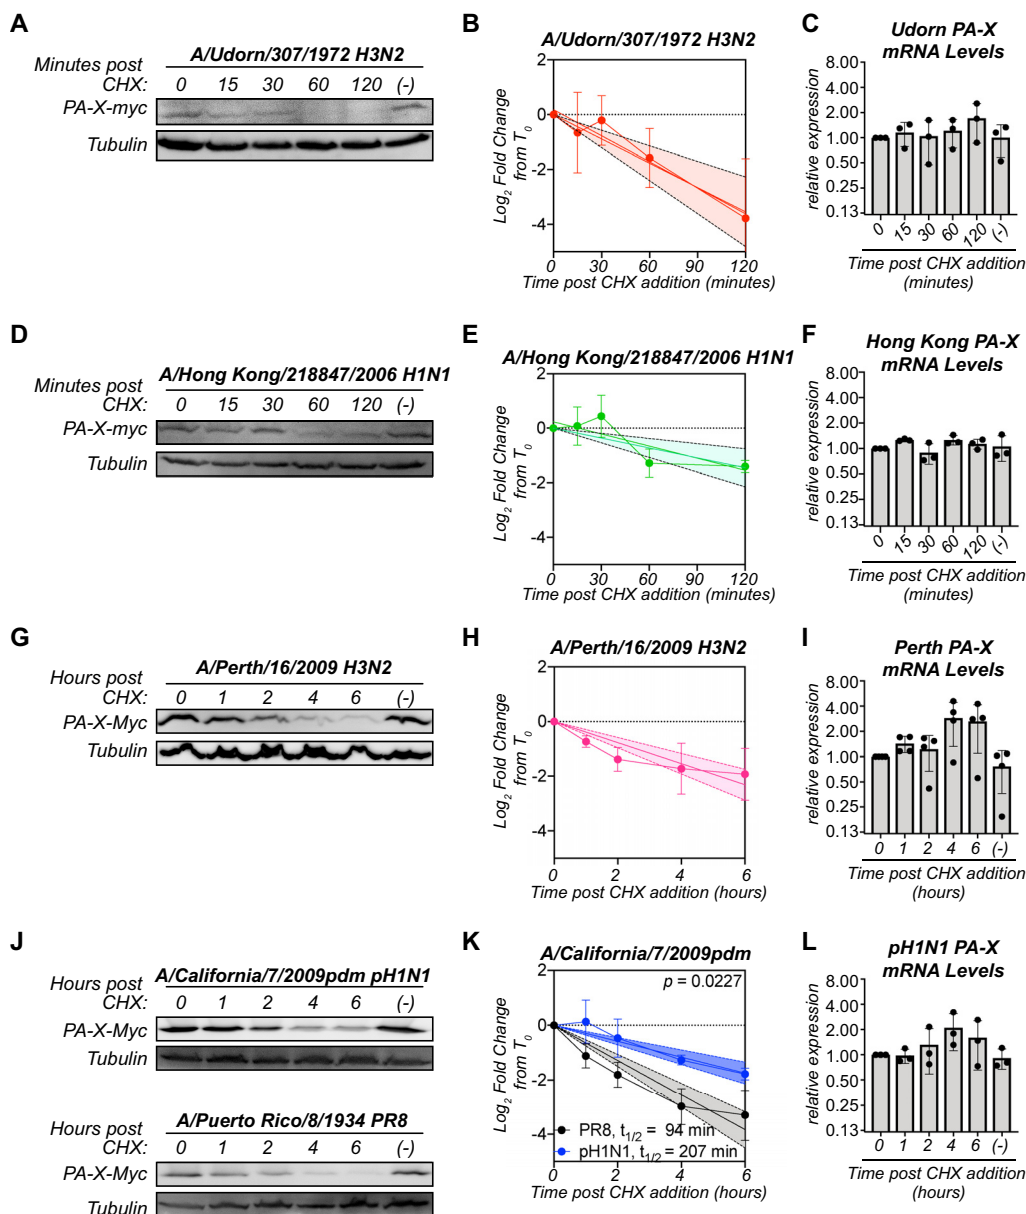 A
A/Udorn/307/1972 H3N2
Minutes post
CHX: 0 15 30 60 120 (-)
PA-X-myc
Tubulin
B
A/Udorn/307/1972 H3N2
Log2 Fold Change
from T0
2
0
-2
-4
0 30 60 90 120
Time post CHX addition (minutes)
C
Udorn PA-X
mRNA Levels
relative expression
8.00
4.00
2.00
1.00
0.50
0.25
0.13
0 15 30 60 120 (-)
Time post CHX addition
(minutes)
D
A/Hong Kong/218847/2006 H1N1
Minutes post
CHX: 0 15 30 60 120 (-)
PA-X-myc
Tubulin
E
A/Hong Kong/218847/2006 H1N1
Log2 Fold Change
from T0
2
0
-2
-4
0 30 60 90 120
Time post CHX addition (minutes)
F
Hong Kong PA-X
mRNA Levels
relative expression
8.00
4.00
2.00
1.00
0.50
0.25
0.13
0 15 30 60 120 (-)
Time post CHX addition
(minutes)
G
A/Perth/16/2009 H3N2
Hours post
CHX: 0 1 2 4 6 (-)
PA-X-Myc
Tubulin
H
A/Perth/16/2009 H3N2
Log2 Fold Change
from T0
2
0
-2
-4
0 2 4 6
Time post CHX addition (hours)
I
Perth PA-X
mRNA Levels
relative expression
8.00
4.00
2.00
1.00
0.50
0.25
0.13
0 1 2 4 6 (-)
Time post CHX addition
(hours)
J
A/California/7/2009pdm pH1N1
Hours post
CHX: 0 1 2 4 6 (-)
PA-X-Myc
Tubulin
A/Puerto Rico/8/1934 PR8
Hours post
CHX: 0 1 2 4 6 (-)
PA-X-Myc
Tubulin
K
A/California/7/2009pdm
p = 0.0227
Log2 Fold Change
from T0
2
0
-2
-4
PR8, t1/2 = 94 min
pH1N1, t1/2 = 207 min
0 2 4 6
Time post CHX addition (hours)
L
pH1N1 PA-X
mRNA Levels
relative expression
8.00
4.00
2.00
1.00
0.50
0.25
0.13
0 1 2 4 6 (-)
Time post CHX addition
(hours)